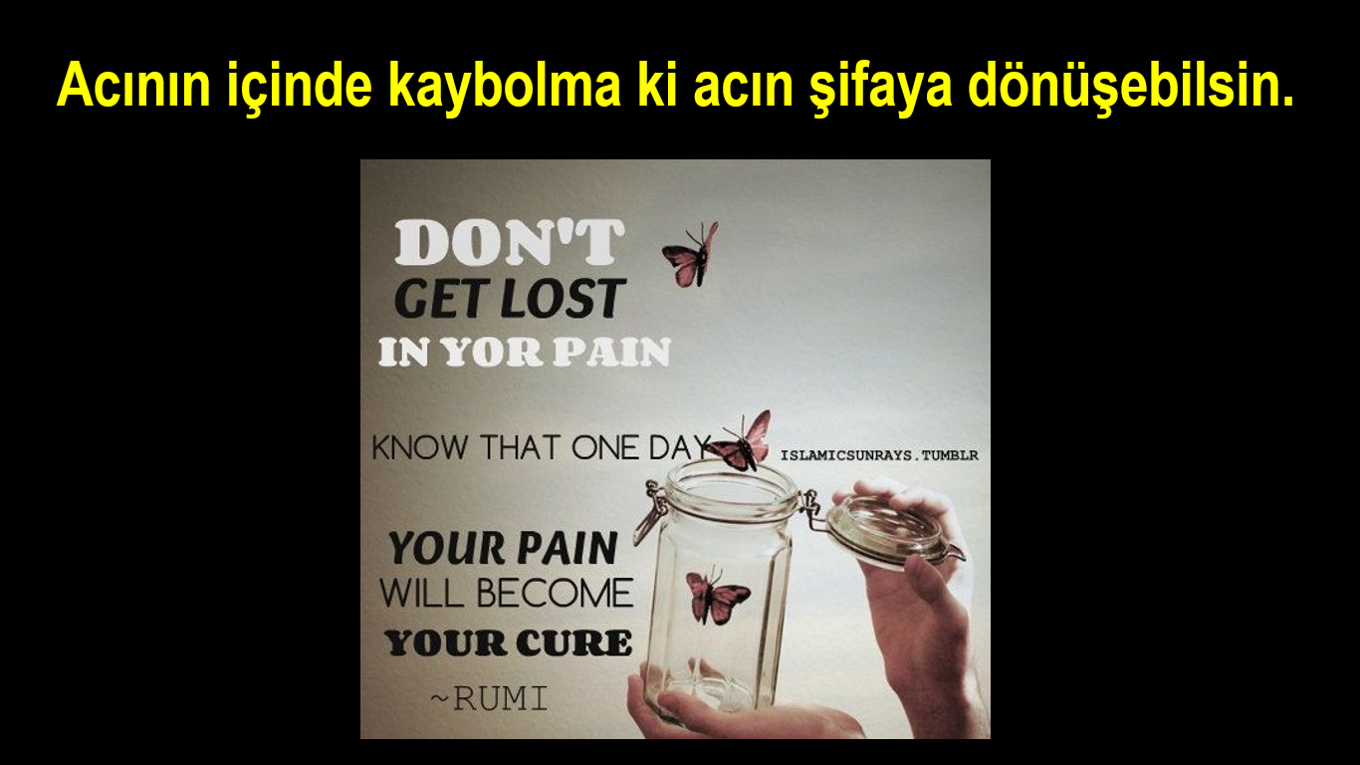 Acının içinde kaybolma ki acın şifaya dönüşebilsin.
DON'T
GET LOST
IN YOR PAIN
KNOW THAT ONE DAY
ISLAMICSUNRAYS.TUMBLR
YOUR PAIN
WILL BECOME
YOUR CURE
~RUMI